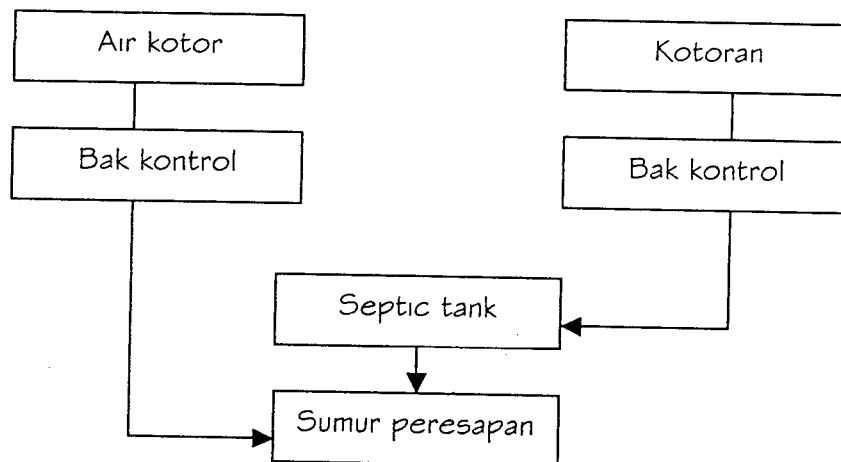 Air kotor
Kotoran
Bak kontrol
Bak kontrol
Septic tank
Sumur peresapan